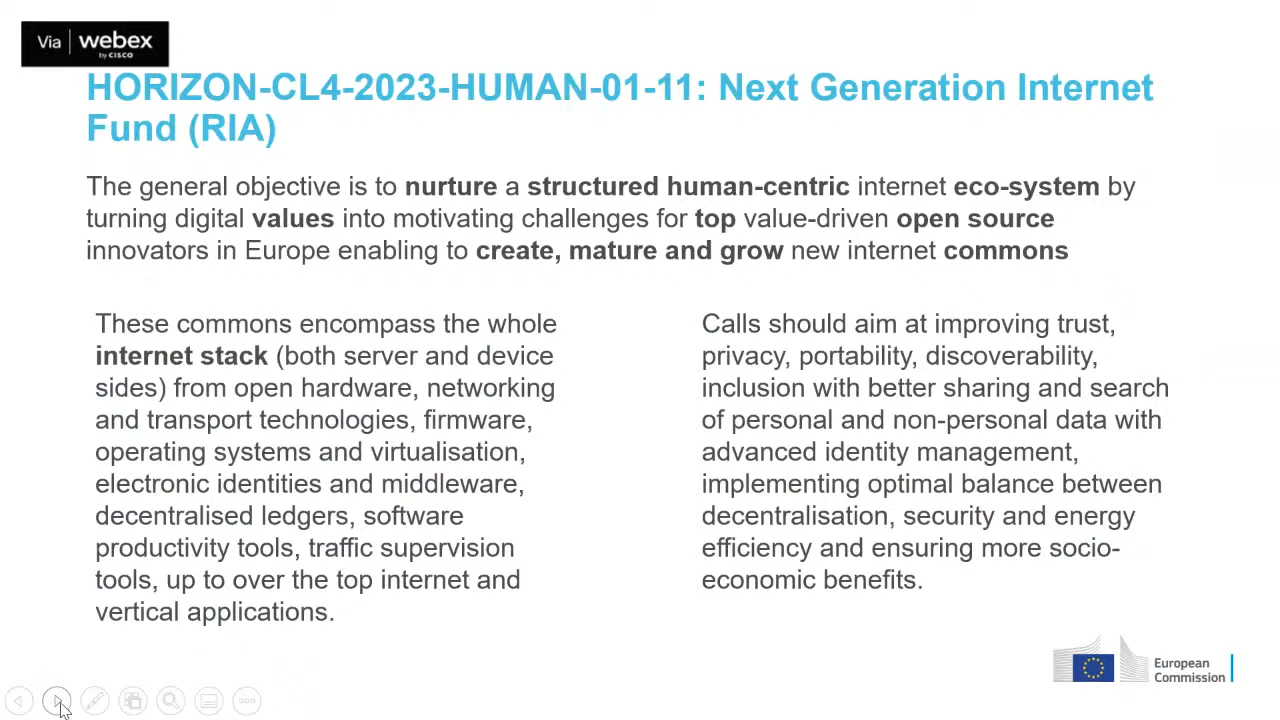 Via webex
by CISCO
HORIZON-CL4-2023-HUMAN-01-11: Next Generation Internet
Fund (RIA)
The general objective is to nurture a structured human-centric internet eco-system by
turning digital values into motivating challenges for top value-driven open source
innovators in Europe enabling to create, mature and grow new internet commons
These commons encompass the whole
internet stack (both server and device
sides) from open hardware, networking
and transport technologies, firmware,
operating systems and virtualisation,
electronic identities and middleware,
decentralised ledgers, software
productivity tools, traffic supervision
tools, up to over the top internet and
vertical applications.
Calls should aim at improving trust,
privacy, portability, discoverability,
inclusion with better sharing and search
of personal and non-personal data with
advanced identity management,
implementing optimal balance between
decentralisation, security and energy
efficiency and ensuring more socio-
economic benefits.
European
Commission